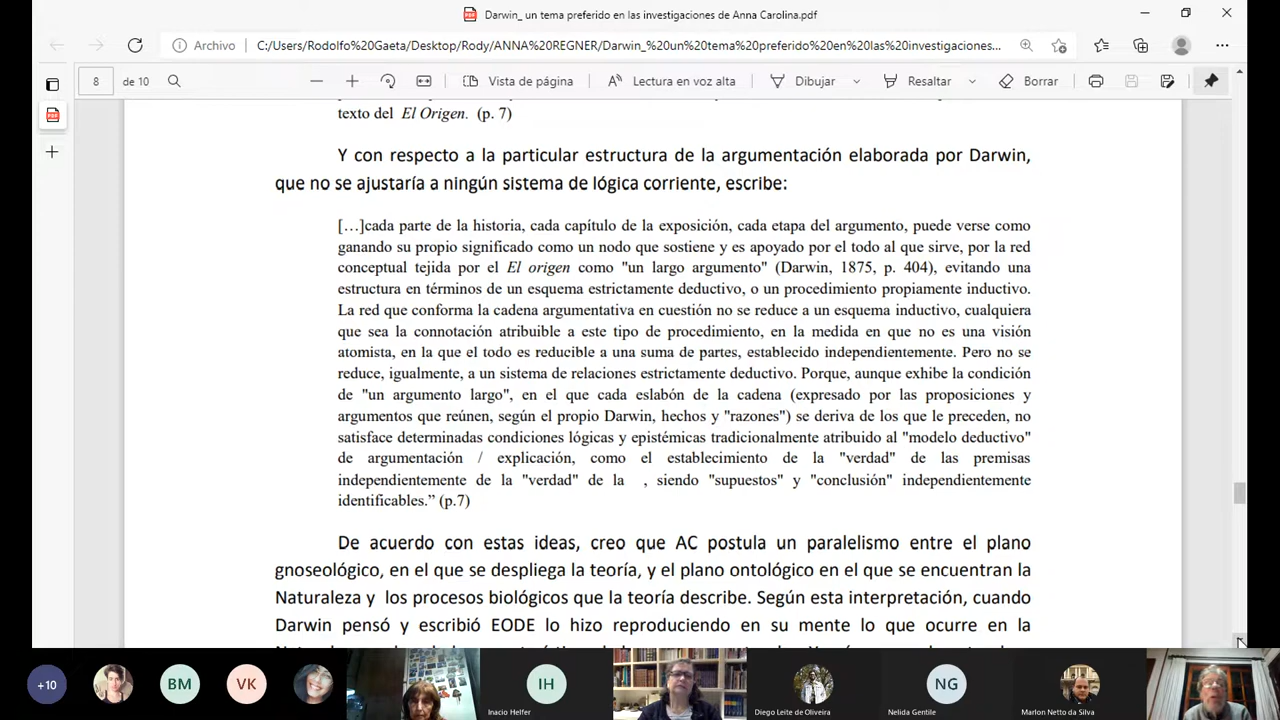 Darwin_ un tema preferido en las investigaciones de Anna Carolina.pdf
Archivo
C:/Users/Rodolfo%20Gaeta/Desktop/Rody/ANNA%20REGNER/Darwin_%20un%20tema%20preferido%20en%20las%20investigaciones...
8 de 10
Vista de página
Lectura en voz alta
Dibujar
Resaltar
Borrar
texto del El Origen. (p. 7)
Y con respecto a la particular estructura de la argumentación elaborada por Darwin,
que no se ajustaría a ningún sistema de lógica corriente, escribe:
[…]cada parte de la historia, cada capítulo de la exposición, cada etapa del argumento, puede verse como
ganando su propio significado como un nodo que sostiene y es apoyado por el todo al que sirve, por la red
conceptual tejida por el El origen como "un largo argumento" (Darwin, 1875, p. 404), evitando una
estructura en términos de un esquema estrictamente deductivo, o un procedimiento propiamente inductivo.
La red que conforma la cadena argumentativa en cuestión no se reduce a un esquema inductivo, cualquiera
que sea la connotación atribuible a este tipo de procedimiento, en la medida en que no es una visión
atomista, en la que el todo es reducible a una suma de partes, establecido independientemente. Pero no se
reduce, igualmente, a un sistema de relaciones estrictamente deductivo. Porque, aunque exhibe la condición
de "un argumento largo", en el que cada eslabón de la cadena (expresado por las proposiciones y
argumentos que reúnen, según el propio Darwin, hechos y "razones") se deriva de los que le preceden, no
satisface determinadas condiciones lógicas y epistémicas tradicionalmente atribuido al "modelo deductivo"
de argumentación / explicación, como el establecimiento de la "verdad" de las premisas
independientemente de la "verdad" de la , siendo "supuestos" y "conclusión" independientemente
identificables.” (p.7)
De acuerdo con estas ideas, creo que AC postula un paralelismo entre el plano
gnoseológico, en el que se despliega la teoría, y el plano ontológico en el que se encuentran la
Naturaleza y los procesos biológicos que la teoría describe. Según esta interpretación, cuando
Darwin pensó y escribió EODE lo hizo reproduciendo en su mente lo que ocurre en la
+10
BM
VK
IH
Inacio Helfer
Diego Leite de Oliveira
NG
Nelida Gentile
Marlon Netto da Silva